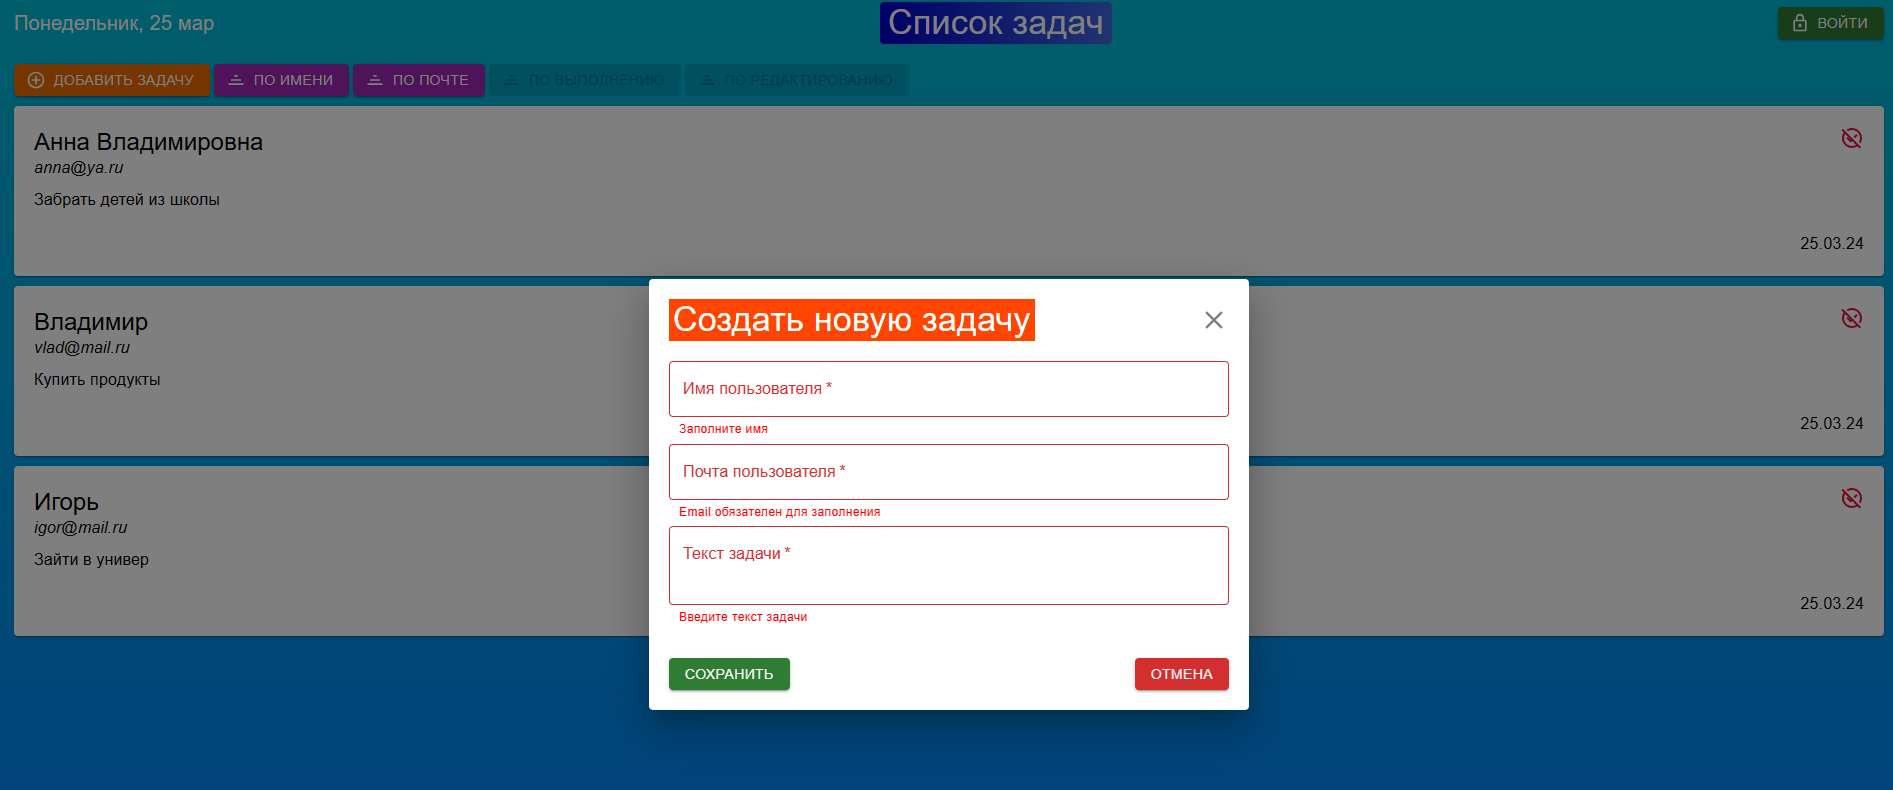 Понедельник, 25 мар
Список задач
ВОЙТИ
ДОБАВИТЬ ЗАДАЧУ
ПО ИМЕНИ
ПО ПОЧТЕ
ПО ВЫПОЛНЕНИЮ
ПО РЕДАКТИРОВАНИЮ
Анна Владимировна
anna@ya.ru
Забрать детей из школы
25.03.24
Владимир
vlad@mail.ru
Купить продукты
25.03.24
Игорь
igor@mail.ru
Зайти в универ
25.03.24
Создать новую задачу
Имя пользователя *
Заполните имя
Почта пользователя *
Email обязателен для заполнения
Текст задачи *
Введите текст задачи
СОХРАНИТЬ
ОТМЕНА